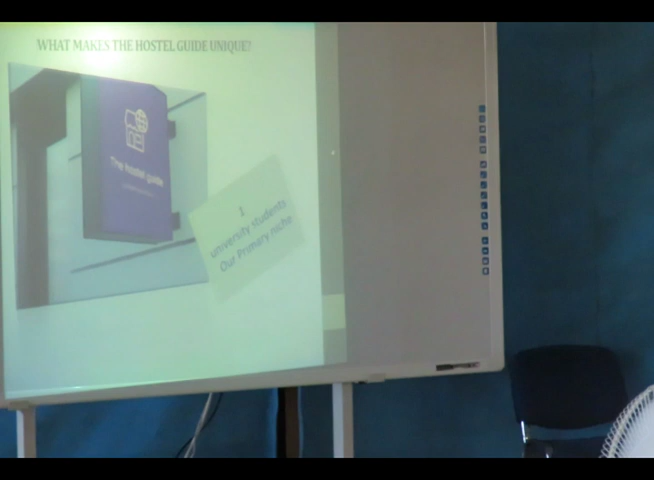 WHAT MAKES THE HOSTEL GUIDE UNIQUE?
The hostel guide
1
university students
Our Primary niche